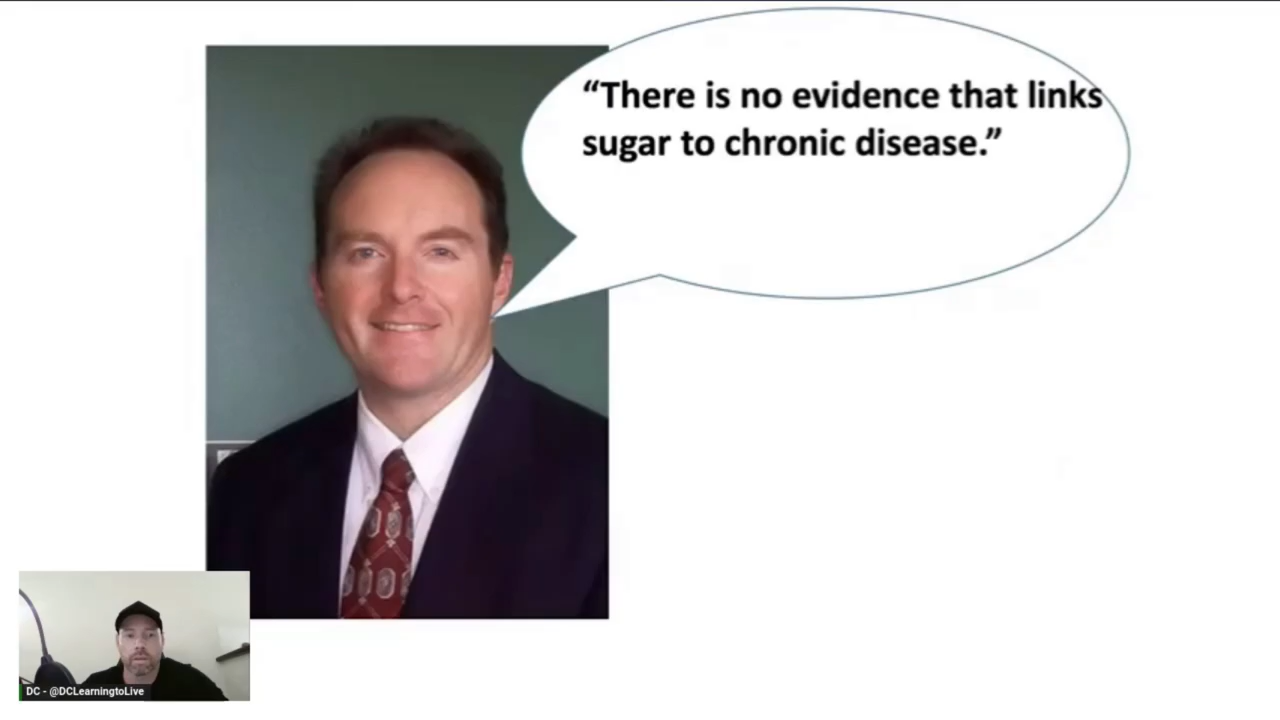 “There is no evidence that links
sugar to chronic disease.”
DC - @DCLearningtoLive